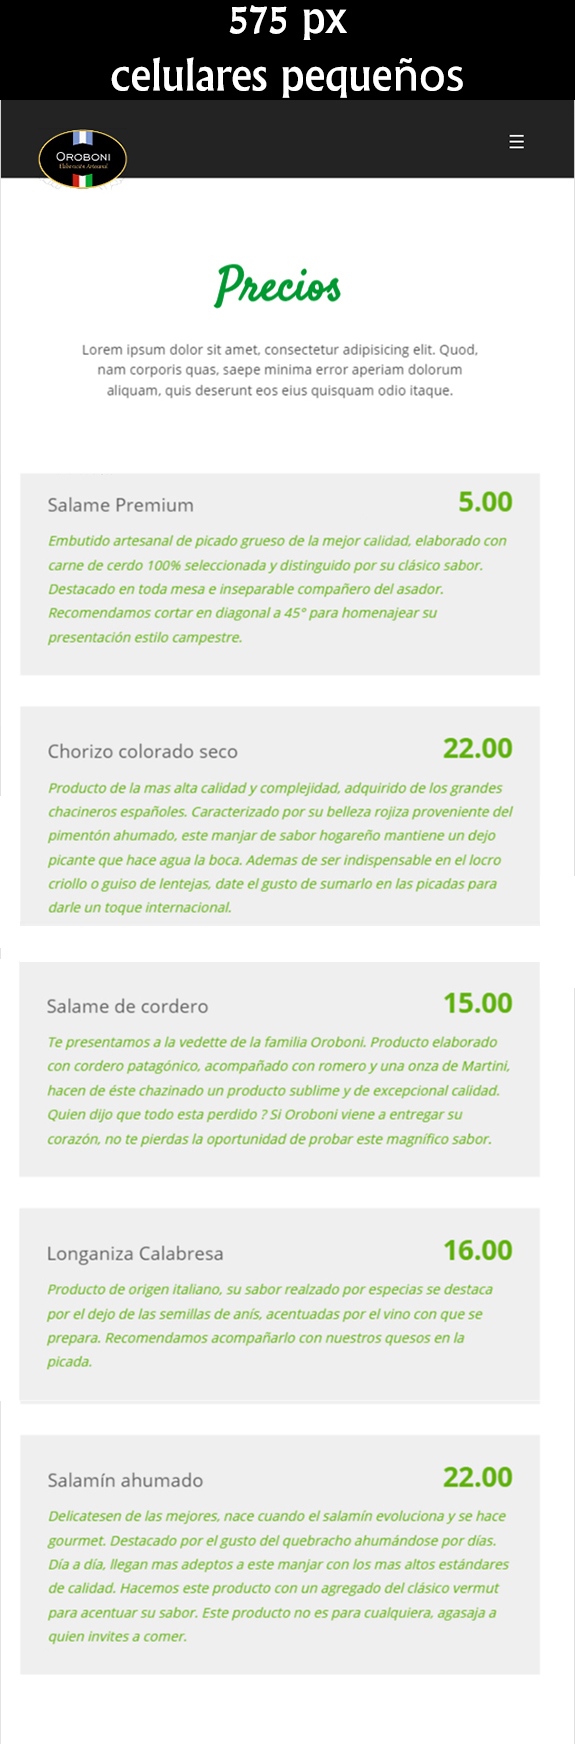 575 px
celulares pequeños
OROBONI
Elaboración Artesanal
Precios
Lorem ipsum dolor sit amet, consectetur adipisicing elit. Quod,
nam corporis quas, saepe minima error aperiam dolorum
aliquam, quis deserunt eos eius quisquam odio itaque.
Salame Premium 5.00
Embutido artesanal de picado grueso de la mejor calidad, elaborado con
carne de cerdo 100% seleccionada y distinguido por su clásico sabor.
Destacado en toda mesa e inseparable compañero del asador.
Recomendamos cortar en diagonal a 45° para homenajear su
presentación estilo campestre.
Chorizo colorado seco 22.00
Producto de la mas alta calidad y complejidad, adquirido de los grandes
chacineros españoles. Caracterizado por su belleza rojiza proveniente del
pimentón ahumado, este manjar de sabor hogareño mantiene un dejo
picante que hace agua la boca. Ademas de ser indispensable en el locro
criollo o guiso de lentejas, date el gusto de sumarlo en las picadas para
darle un toque internacional.
Salame de cordero 15.00
Te presentamos a la vedette de la familia Oroboni. Producto elaborado
con cordero patagónico, acompañado con romero y una onza de Martini,
hacen de éste chazinado un producto sublime y de excepcional calidad.
Quien dijo que todo esta perdido ? Si Oroboni viene a entregar su
corazón, no te pierdas la oportunidad de probar este magnífico sabor.
Longaniza Calabresa 16.00
Producto de origen italiano, su sabor realzado por especias se destaca
por el dejo de las semillas de anís, acentuadas por el vino con que se
prepara. Recomendamos acompañarlo con nuestros quesos en la
picada.
Salamín ahumado 22.00
Delicatesen de las mejores, nace cuando el salamín evoluciona y se hace
gourmet. Destacado por el gusto del quebracho ahumándose por días.
Día a día, llegan mas adeptos a este manjar con los mas altos estándares
de calidad. Hacemos este producto con un agregado del clásico vermut
para acentuar su sabor. Este producto no es para cualquiera, agasaja a
quien invites a comer.